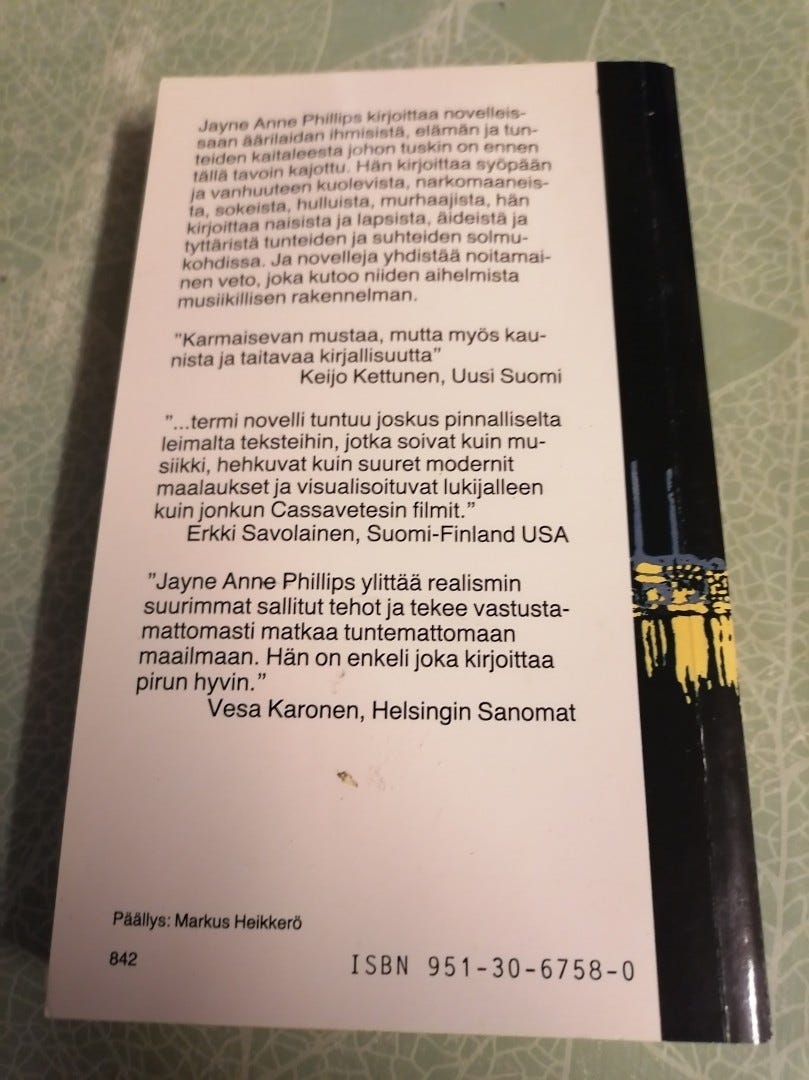 Jayne Anne Phillips kirjoittaa novelleis-
saan äärilaidan ihmisistä, elämän ja tun-
teiden kaitaleesta johon tuskin on ennen
tällä tavoin kajottu. Hän kirjoittaa syöpään
ja vanhuuteen kuolevista, narkomaaneis-
ta, sokeista, hulluista, murhaajista, hän
kirjoittaa naisista ja lapsista, äideistä ja
tyttäristä tunteiden ja suhteiden solmu-
kohdissa. Ja novelleja yhdistää noitamai-
nen veto, joka kutoo niiden aihelmista
musiikillisen rakennelman.
"Karmaisevan mustaa, mutta myös kau-
nista ja taitavaa kirjallisuutta"
Keijo Kettunen, Uusi Suomi
"...termi novelli tuntuu joskus pinnalliselta
leimalta teksteihin, jotka soivat kuin mu-
siikki, hehkuvat kuin suuret modernit
maalaukset ja visualisoituvat lukijalleen
kuin jonkun Cassavetesin filmit."
Erkki Savolainen, Suomi-Finland USA
"Jayne Anne Phillips ylittää realismin
suurimmat sallitut tehot ja tekee vastusta-
mattomasti matkaa tuntemattomaan
maailmaan. Hän on enkeli joka kirjoittaa
pirun hyvin."
Vesa Karonen, Helsingin Sanomat
Päällys: Markus Heikkerö
842
ISBN 951-30-6758-0